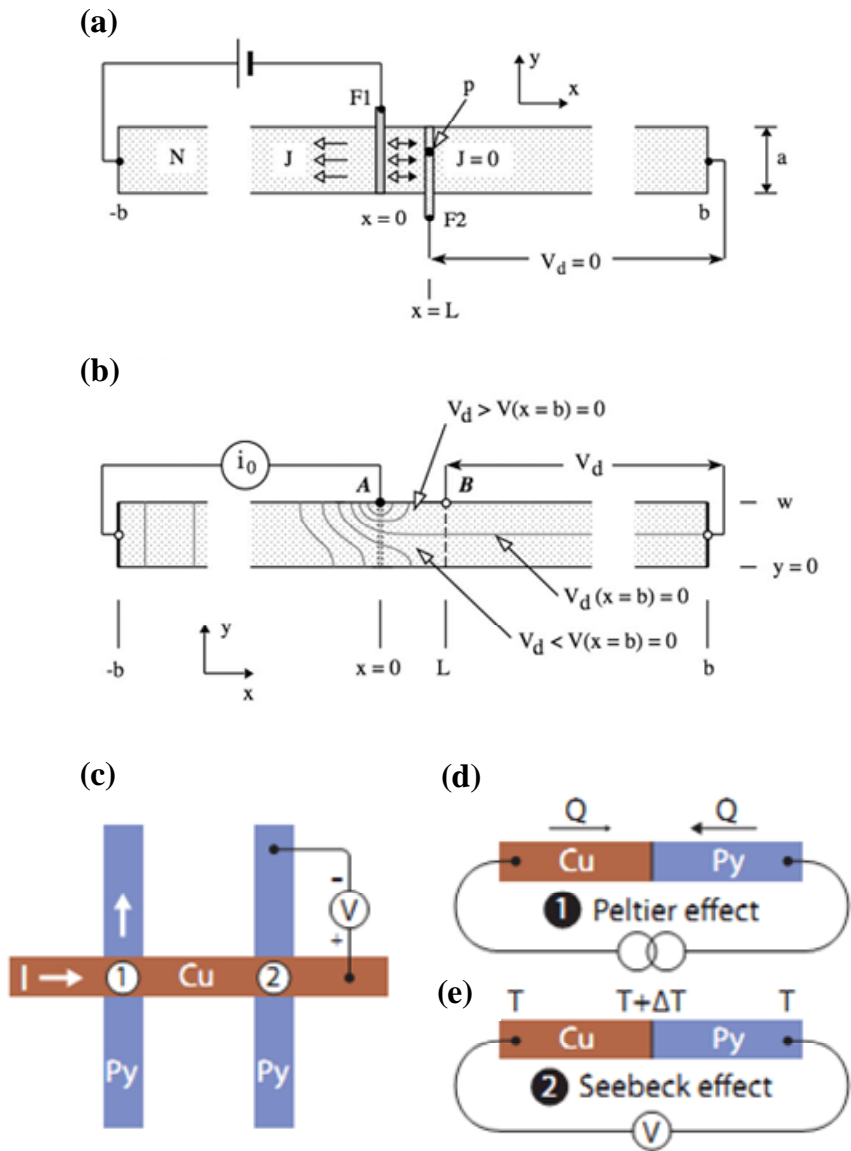 (a)
y
x
F1
p
N
J
J = 0
a
-b
x = 0
F2
b
V_d = 0
x = L
(b)
V_d > V(x = b) = 0
i_0
A
B
V_d
w
y = 0
V_d (x = b) = 0
V_d < V(x = b) = 0
y
x
-b
x = 0
L
b
(c)
-
V
+
I
1
Cu
2
Py
Py
(d)
Q
Q
Cu
Py
1 Peltier effect
(e)
T
T+ΔT
T
Cu
Py
2 Seebeck effect
V